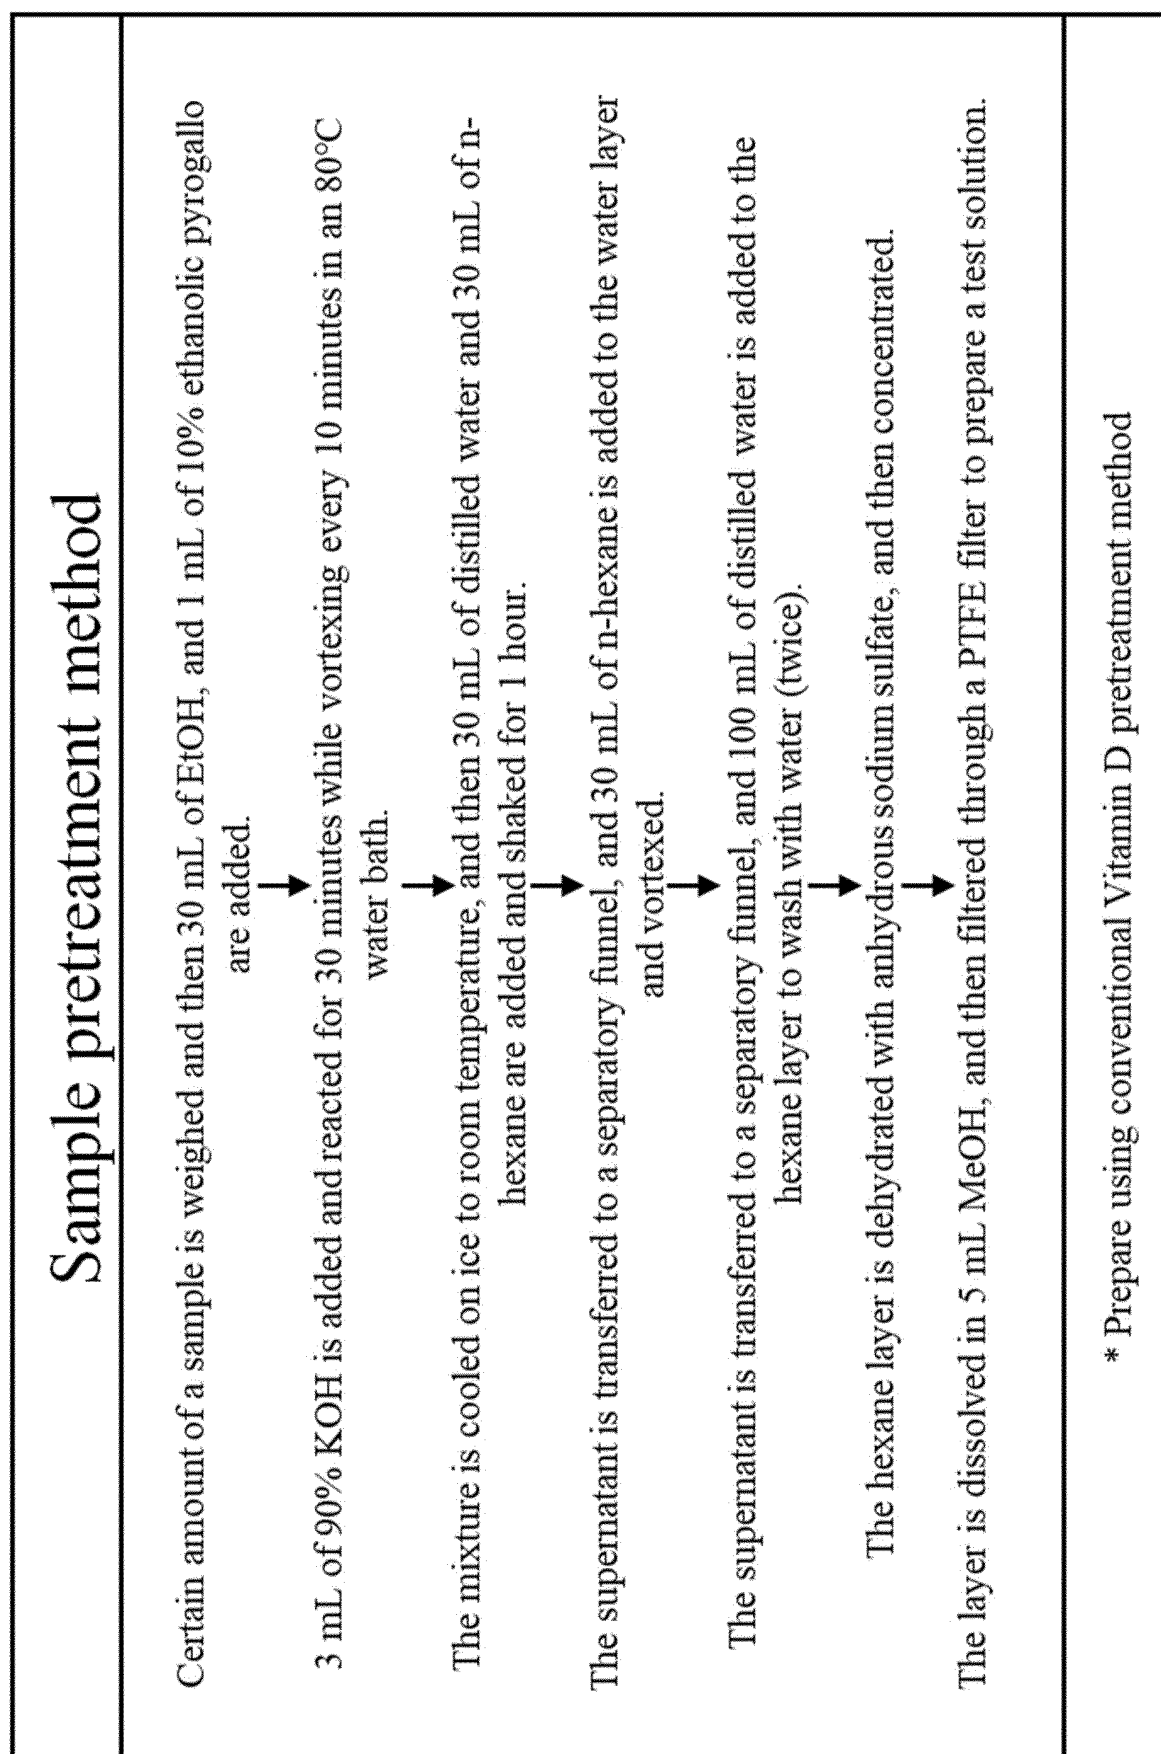 Sample pretreatment method
Certain amount of a sample is weighed and then 30 mL of EtOH, and 1 mL of 10% ethanolic pyrogallo
are added.
3 mL of 90% KOH is added and reacted for 30 minutes while vortexing every 10 minutes in an 80°C
water bath.
The mixture is cooled on ice to room temperature, and then 30 mL of distilled water and 30 mL of n-
hexane are added and shaked for 1 hour.
The supernatant is transferred to a separatory funnel, and 30 mL of n-hexane is added to the water layer
and vortexed.
The supernatant is transferred to a separatory funnel, and 100 mL of distilled water is added to the
hexane layer to wash with water (twice).
The hexane layer is dehydrated with anhydrous sodium sulfate, and then concentrated.
The layer is dissolved in 5 mL MeOH, and then filtered through a PTFE filter to prepare a test solution.
* Prepare using conventional Vitamin D pretreatment method